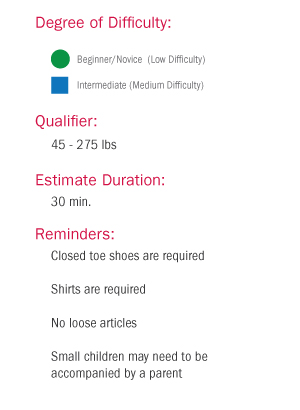 Degree of Difficulty:
Beginner/Novice (Low Difficulty)
Intermediate (Medium Difficulty)
Qualifier:
45 - 275 lbs
Estimate Duration:
30 min.
Reminders:
Closed toe shoes are required
Shirts are required
No loose articles
Small children may need to be
accompanied by a parent